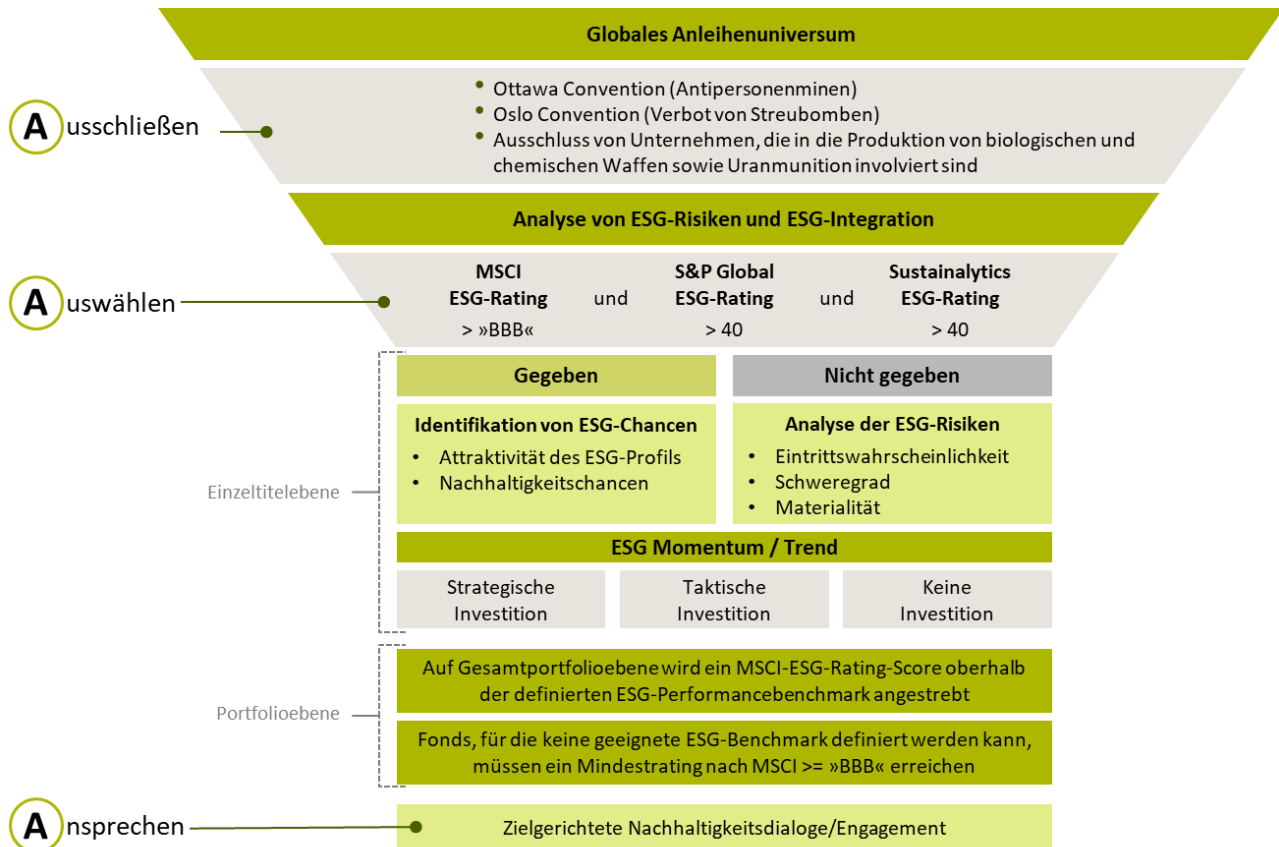 Globales Anleihenuniversum
Ausschließen
• Ottawa Convention (Antipersonenminen)
• Oslo Convention (Verbot von Streubomben)
• Ausschluss von Unternehmen, die in die Produktion von biologischen und
chemischen Waffen sowie Uranmunition involviert sind
Analyse von ESG-Risiken und ESG-Integration
Auswählen
MSCI
ESG-Rating
> »BBB«
und
S&P Global
ESG-Rating
> 40
und
Sustainalytics
ESG-Rating
> 40
Einzeltitelebene
Gegeben
Identifikation von ESG-Chancen
• Attraktivität des ESG-Profils
• Nachhaltigkeitschancen
Nicht gegeben
Analyse der ESG-Risiken
• Eintrittswahrscheinlichkeit
• Schweregrad
• Materialität
ESG Momentum / Trend
Strategische
Investition
Taktische
Investition
Keine
Investition
Portfolioebene
Auf Gesamtportfolioebene wird ein MSCI-ESG-Rating-Score oberhalb
der definierten ESG-Performancebenchmark angestrebt
Fonds, für die keine geeignete ESG-Benchmark definiert werden kann,
müssen ein Mindestrating nach MSCI >= »BBB« erreichen
Ansprechen
Zielgerichtete Nachhaltigkeitsdialoge/Engagement